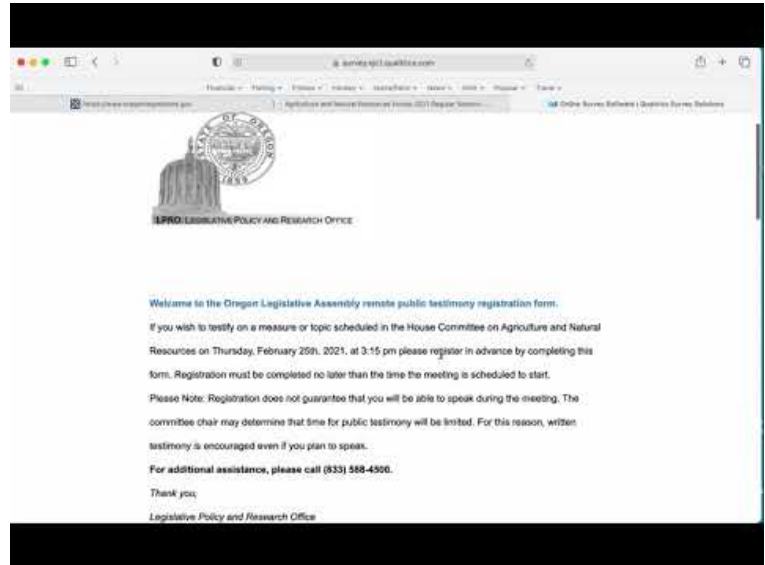 STATE OF OREGON
1859
LPRO: LEGISLATIVE POLICY AND RESEARCH OFFICE
Welcome to the Oregon Legislative Assembly remote public testimony registration form.
If you wish to testify on a measure or topic scheduled in the House Committee on Agriculture and Natural
Resources on Thursday, February 25th, 2021, at 3:15 pm please register in advance by completing this
form. Registration must be completed no later than the time the meeting is scheduled to start.
Please Note: Registration does not guarantee that you will be able to speak during the meeting. The
committee chair may determine that time for public testimony will be limited. For this reason, written
testimony is encouraged even if you plan to speak.
For additional assistance, please call (833) 588-4500.
Thank you,
Legislative Policy and Research Office